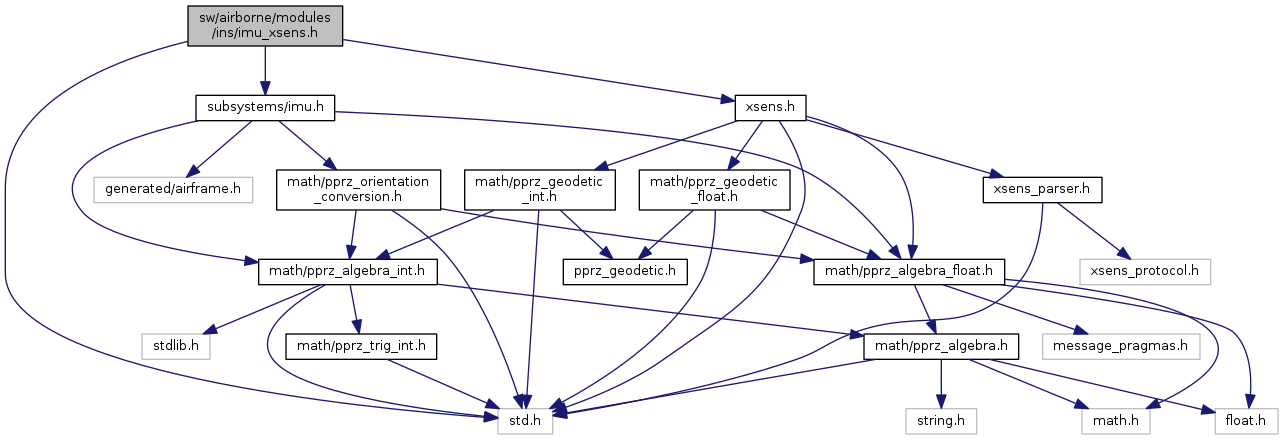 sw/airborne/modules
/ins/imu_xsens.h
subsystems/imu.h
xsens.h
generated/airframe.h
math/pprz_orientation
_conversion.h
math/pprz_geodetic
_int.h
math/pprz_geodetic
_float.h
xsens_parser.h
math/pprz_algebra_int.h
pprz_geodetic.h
math/pprz_algebra_float.h
xsens_protocol.h
stdlib.h
math/pprz_trig_int.h
math/pprz_algebra.h
message_pragmas.h
std.h
string.h
math.h
float.h